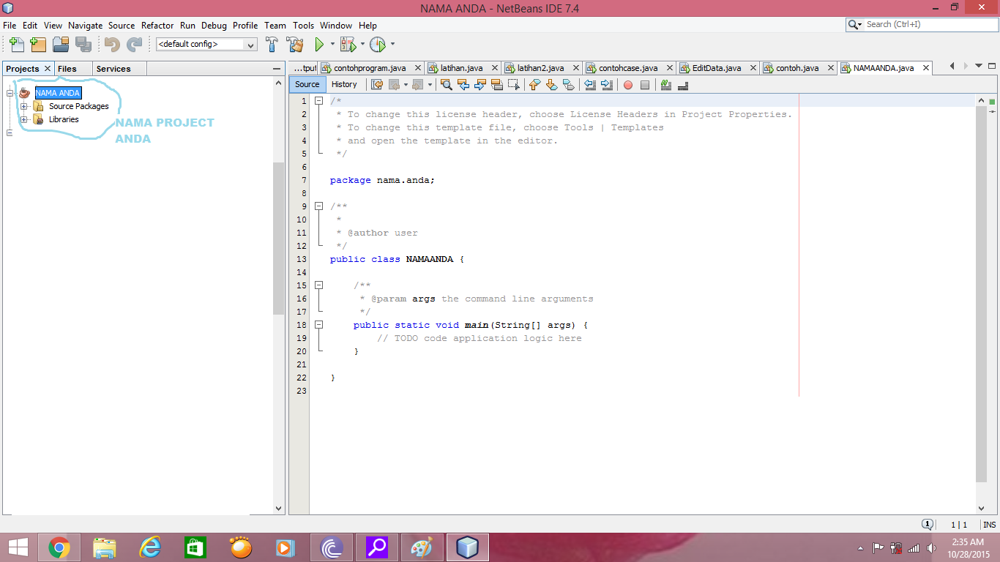 NAMA ANDA - NetBeans IDE 7.4
File Edit View Navigate Source Refactor Run Debug Profile Team Tools Window Help
Search (Ctrl+I)
<default config>
Projects Files Services
NAMA ANDA
Source Packages
Libraries
NAMA PROJECT
ANDA
...tput contohprogram.java latihan.java latihan2.java contohcase.java EditData.java contoh.java NAMAANDA.java
Source History
1 /*
2 * To change this license header, choose License Headers in Project Properties.
3 * To change this template file, choose Tools | Templates
4 * and open the template in the editor.
5 */
6
7 package nama.anda;
8
9 /**
10 *
11 * @author user
12 */
13 public class NAMAANDA {
14
15 /**
16 * @param args the command line arguments
17 */
18 public static void main(String[] args) {
19 // TODO code application logic here
20 }
21
22 }
23
1 1 | 1 INS
2:35 AM
10/28/2015